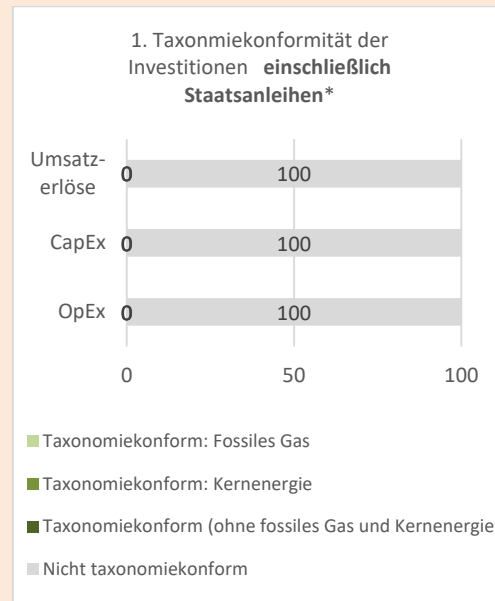 1. Taxonmiekonformität der
Investitionen einschließlich
Staatsanleihen*
Umsatz-
erlöse
0
100
CapEx
0
100
OpEx
0
100
0
50
100
Taxonomiekonform: Fossiles Gas
Taxonomiekonform: Kernenergie
Taxonomiekonform (ohne fossiles Gas und Kernenergie
Nicht taxonomiekonform